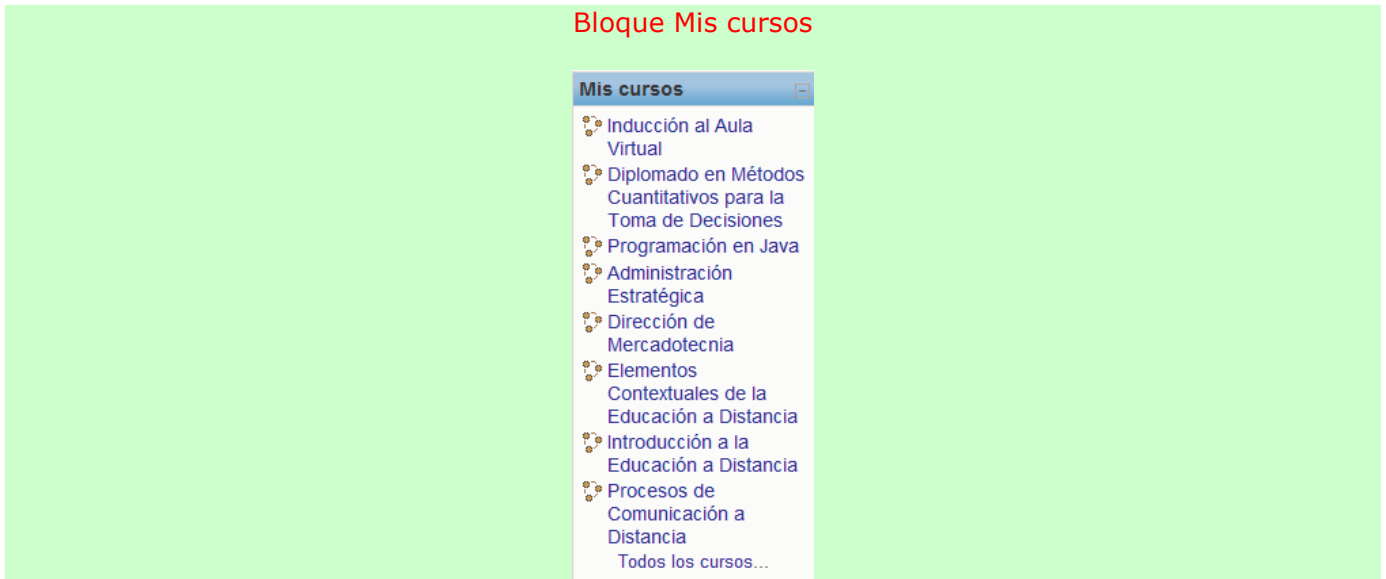 Bloque Mis cursos
Mis cursos
Inducción al Aula
Virtual
Diplomado en Métodos
Cuantitativos para la
Toma de Decisiones
Programación en Java
Administración
Estratégica
Dirección de
Mercadotecnia
Elementos
Contextuales de la
Educación a Distancia
Introducción a la
Educación a Distancia
Procesos de
Comunicación a
Distancia
Todos los cursos...